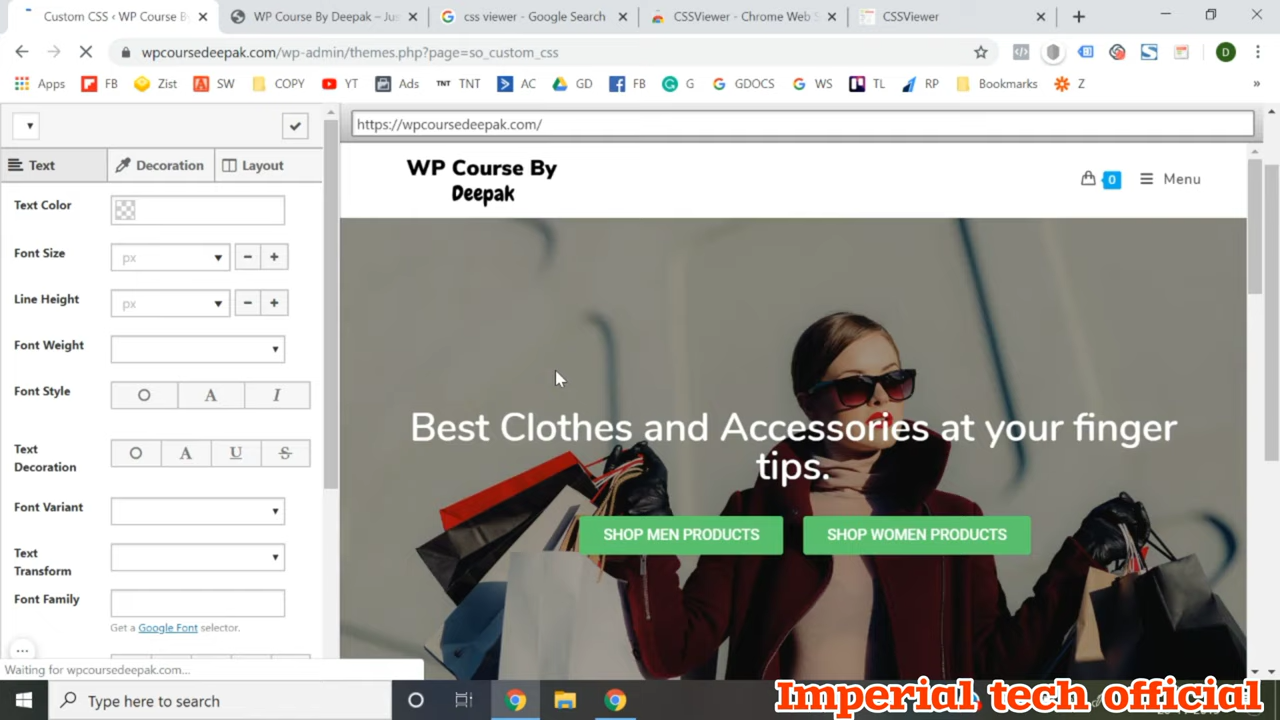 Custom CSS ‹ WP Course B
WP Course By Deepak – Jus
css viewer - Google Search
CSSViewer - Chrome Web S
CSSViewer
wpcoursedeepak.com/wp-admin/themes.php?page=so_custom_css
D
Apps
FB
Zist
SW
COPY
YT
Ads
TNT
TNT
AC
GD
FB
G
GDOCS
WS
TL
RP
Bookmarks
Z
»
https://wpcoursedeepak.com/
Text
Decoration
Layout
WP Course By
Deepak
0
Menu
Text Color
Font Size
px
Line Height
px
Font Weight
Font Style
A
I
Text
Decoration
A
U
S
Font Variant
Text
Transform
Font Family
Get a Google Font selector.
Best Clothes and Accessories at your finger
tips.
SHOP MEN PRODUCTS
SHOP WOMEN PRODUCTS
...
Waiting for wpcoursedeepak.com...
Type here to search
Imperial tech official